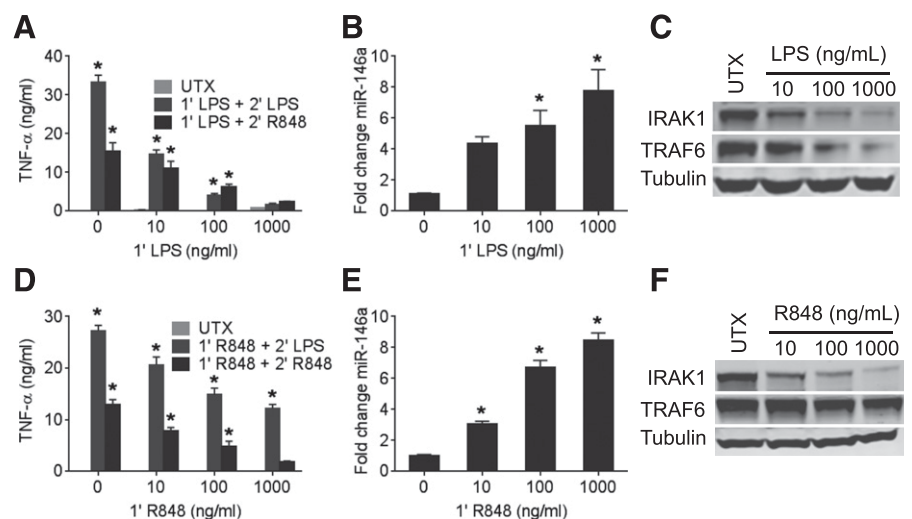 A
TNF-α (ng/ml)
40
30
20
10
0
* * * * * *
* 
UTX
1' LPS + 2' LPS
1' LPS + 2' R848
0 10 100 1000
1' LPS (ng/ml)
B
Fold change miR-146a
10
8
6
4
2
0
* *
0 10 100 1000
1' LPS (ng/ml)
C
UTX
LPS (ng/mL)
10 100 1000
IRAK1
TRAF6
Tubulin
D
TNF-α (ng/ml)
30
20
10
0
* * * * * * *
UTX
1' R848 + 2' LPS
1' R848 + 2' R848
0 10 100 1000
1' R848 (ng/ml)
E
Fold change miR-146a
10
8
6
4
2
0
* * *
0 10 100 1000
1' R848 (ng/ml)
F
UTX
R848 (ng/mL)
10 100 1000
IRAK1
TRAF6
Tubulin